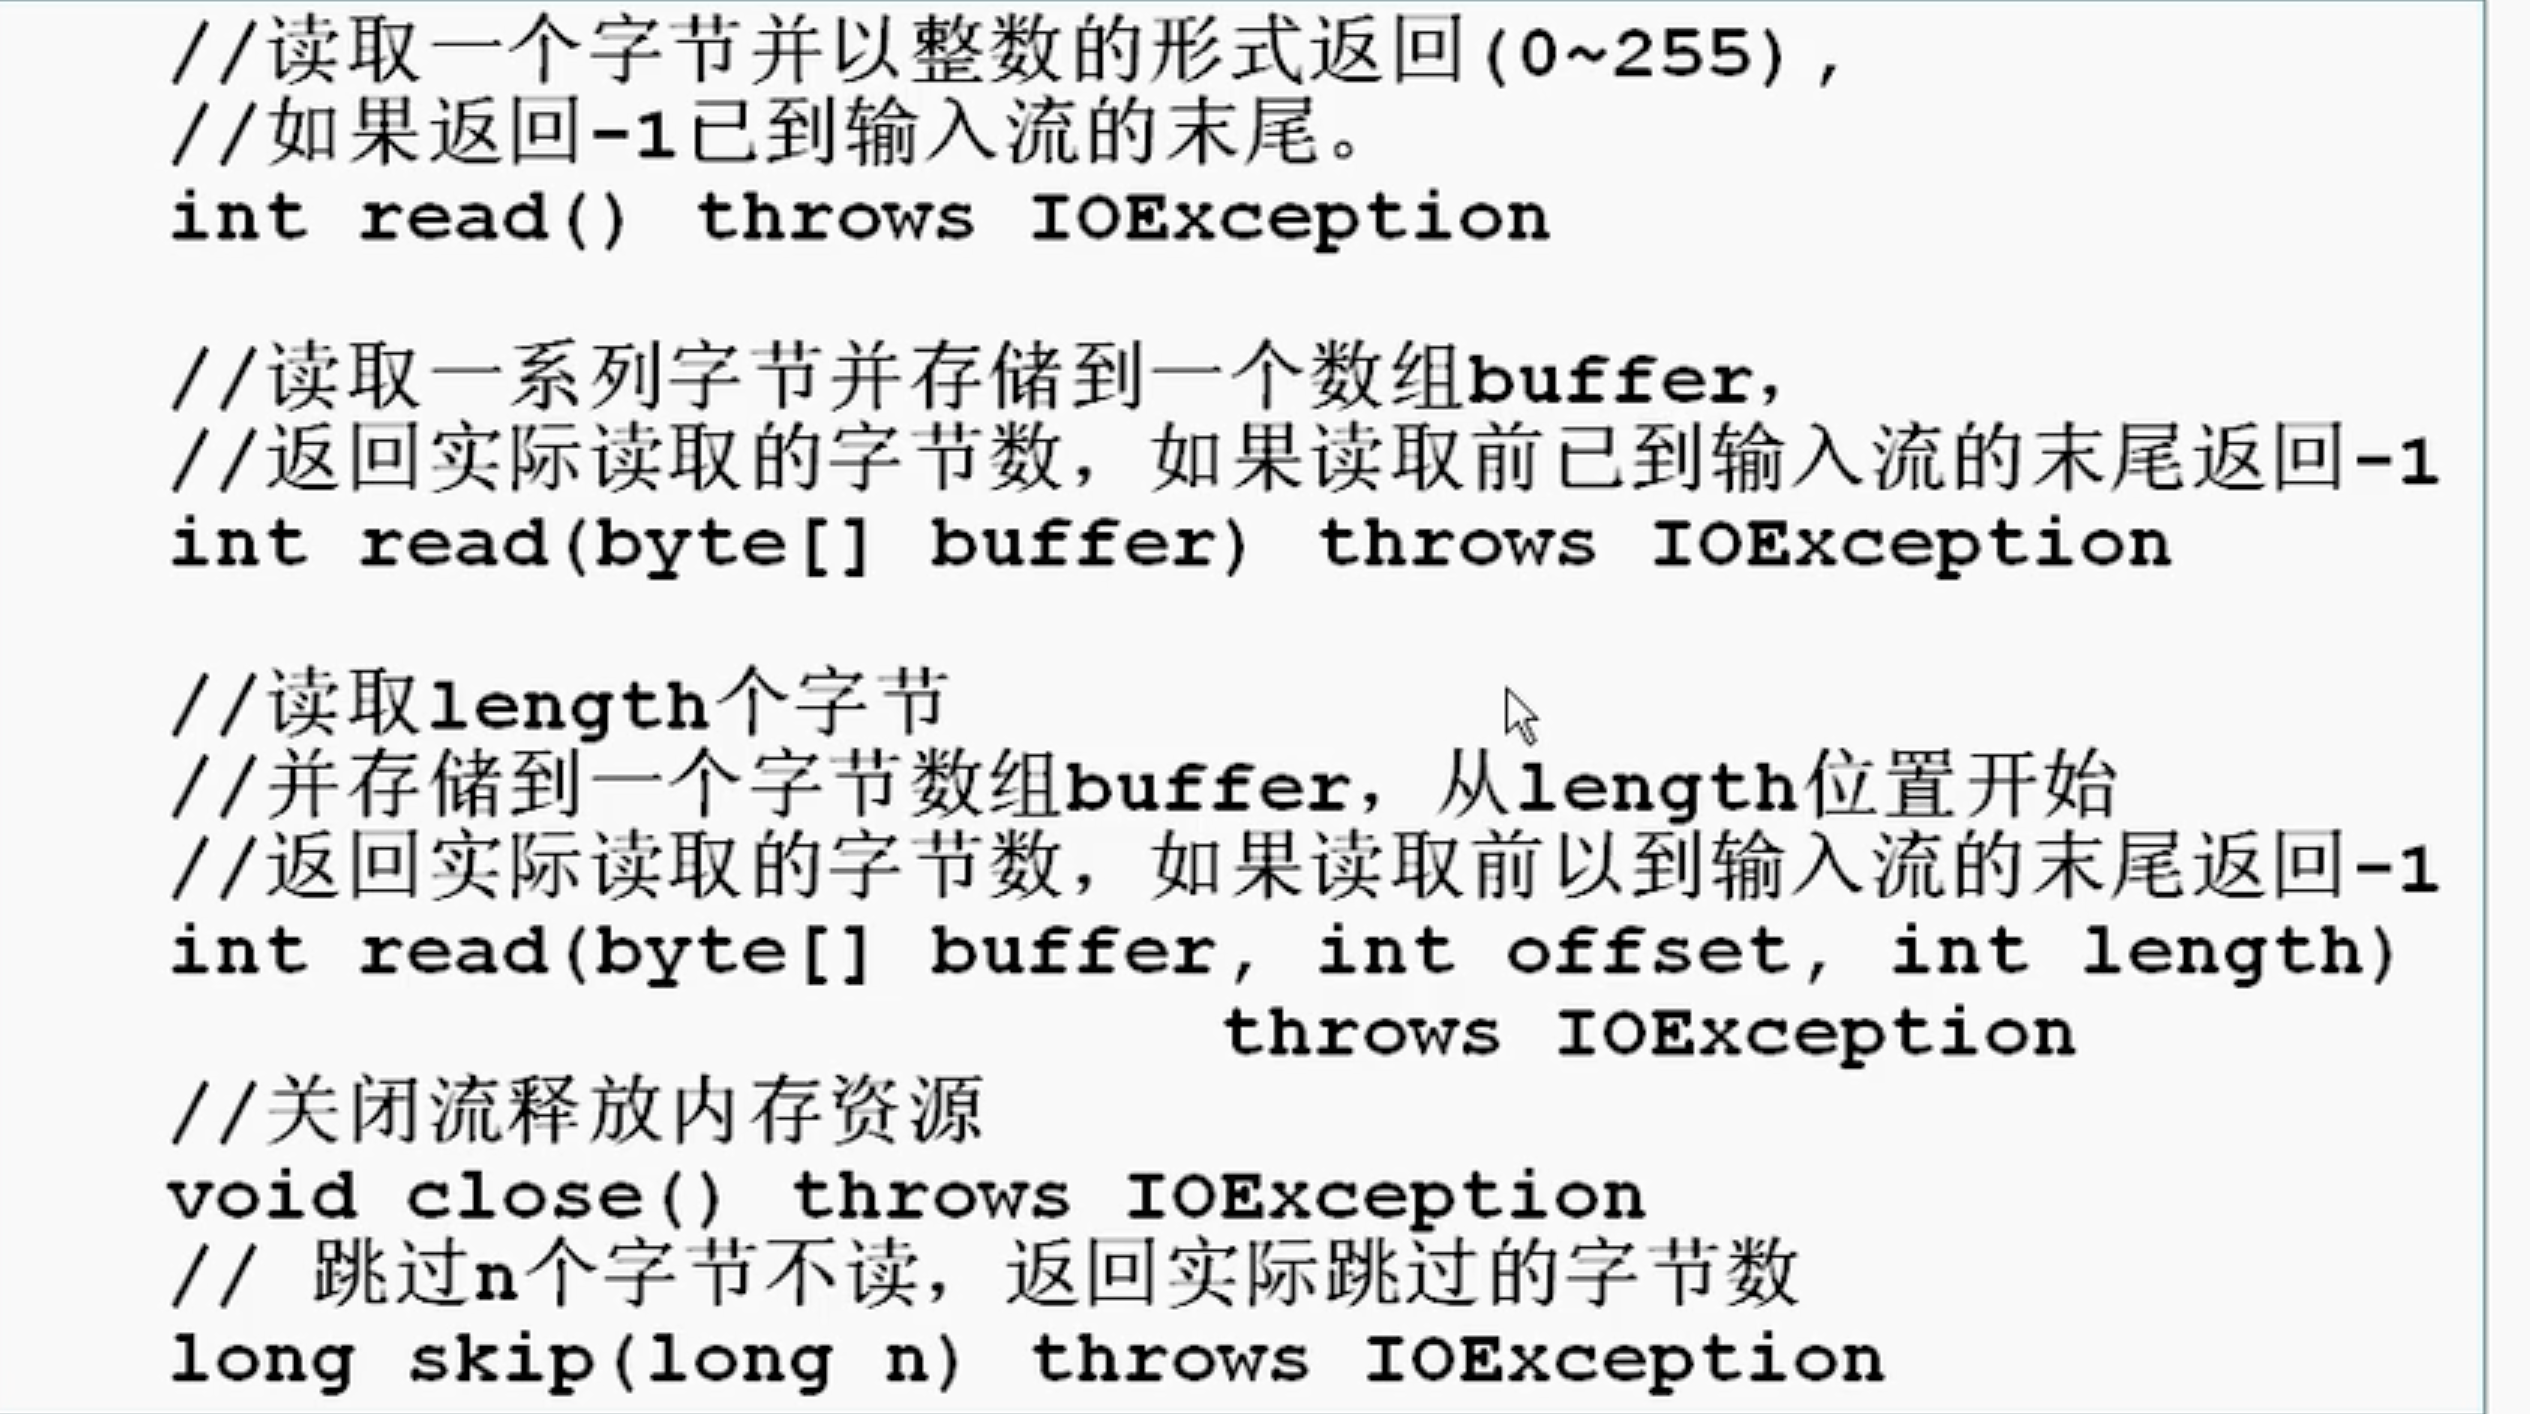 //读取一个字节并以整数的形式返回(0~255),
//如果返回-1已到输入流的末尾。
int read() throws IOException
//读取一系列字节并存储到一个数组buffer，
//返回实际读取的字节数，如果读取前已到输入流的末尾返回-1
int read(byte[] buffer) throws IOException
//读取length个字节
//并存储到一个字节数组buffer，从length位置开始
//返回实际读取的字节数，如果读取前以到输入流的末尾返回-1
int read(byte[] buffer, int offset, int length)
throws IOException
//关闭流释放内存资源
void close() throws IOException
// 跳过n个字节不读，返回实际跳过的字节数
long skip(long n) throws IOException